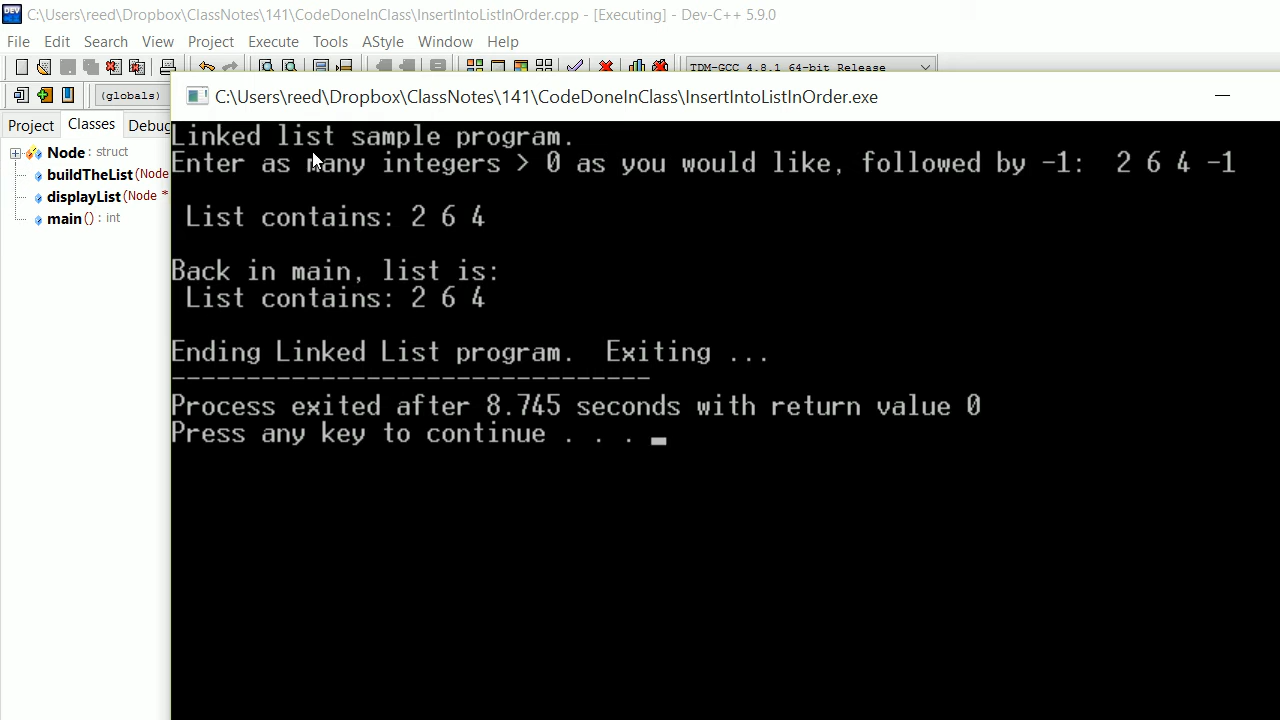 C:\Users\reed\Dropbox\ClassNotes\141\CodeDoneInClass\InsertIntoListInOrder.cpp - [Executing] - Dev-C++ 5.9.0
File Edit Search View Project Execute Tools AStyle Window Help
TDM-GCC 4.8.1 64-bit Release
(globals)
C:\Users\reed\Dropbox\ClassNotes\141\CodeDoneInClass\InsertIntoListInOrder.exe
Project Classes Debug
Node : struct
buildTheList (Node
displayList (Node *
main () : int
Linked list sample program.
Enter as many integers > 0 as you would like, followed by -1:  2 6 4 -1
List contains: 2 6 4
Back in main, list is:
List contains: 2 6 4
Ending Linked List program.  Exiting ...
--------------------------------
Process exited after 8.745 seconds with return value 0
Press any key to continue . . .